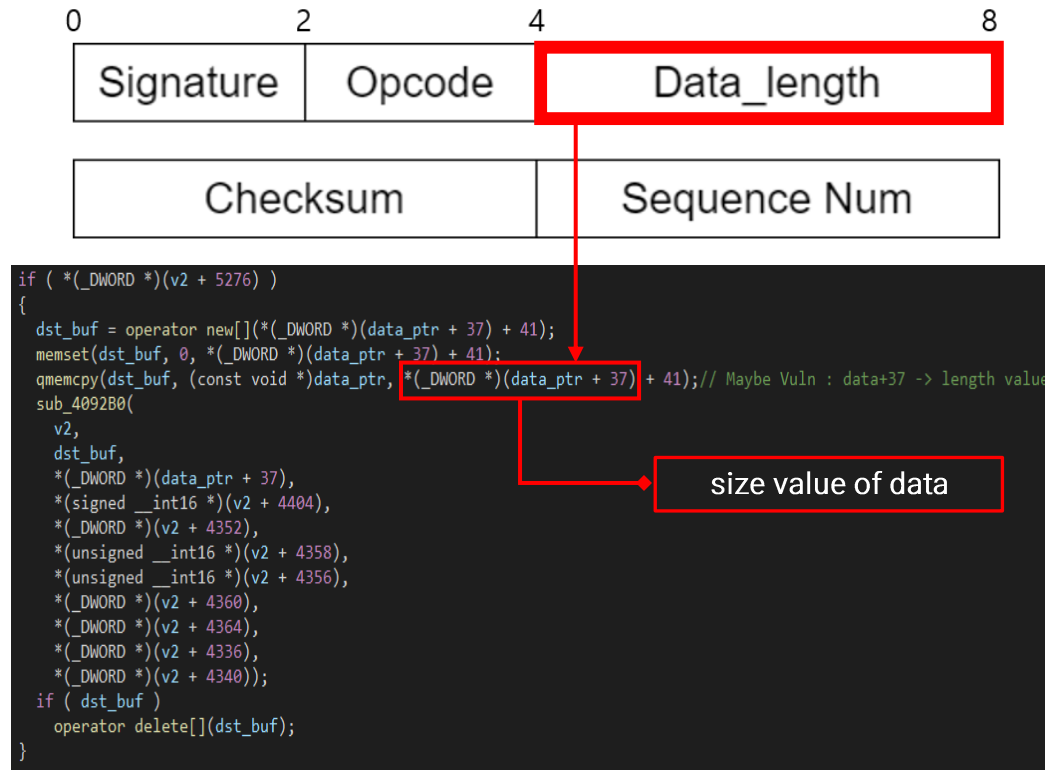 0 2 4 8
Signature Opcode Data_length
Checksum Sequence Num
if ( *(_DWORD *)(v2 + 5276) )
{
dst_buf = operator new[](*(_DWORD *)(data_ptr + 37) + 41);
memset(dst_buf, 0, *(_DWORD *)(data_ptr + 37) + 41);
qmemcpy(dst_buf, (const void *)data_ptr, *(_DWORD *)(data_ptr + 37) + 41);// Maybe Vuln : data+37 -> length value
sub_4092B0(
v2,
dst_buf,
*(_DWORD *)(data_ptr + 37),
*(signed __int16 *)(v2 + 4404),
*(_DWORD *)(v2 + 4352),
*(unsigned __int16 *)(v2 + 4358),
*(unsigned __int16 *)(v2 + 4356),
*(_DWORD *)(v2 + 4360),
*(_DWORD *)(v2 + 4364),
*(_DWORD *)(v2 + 4336),
*(_DWORD *)(v2 + 4340));
size value of data
if ( dst_buf )
operator delete[](dst_buf);
}